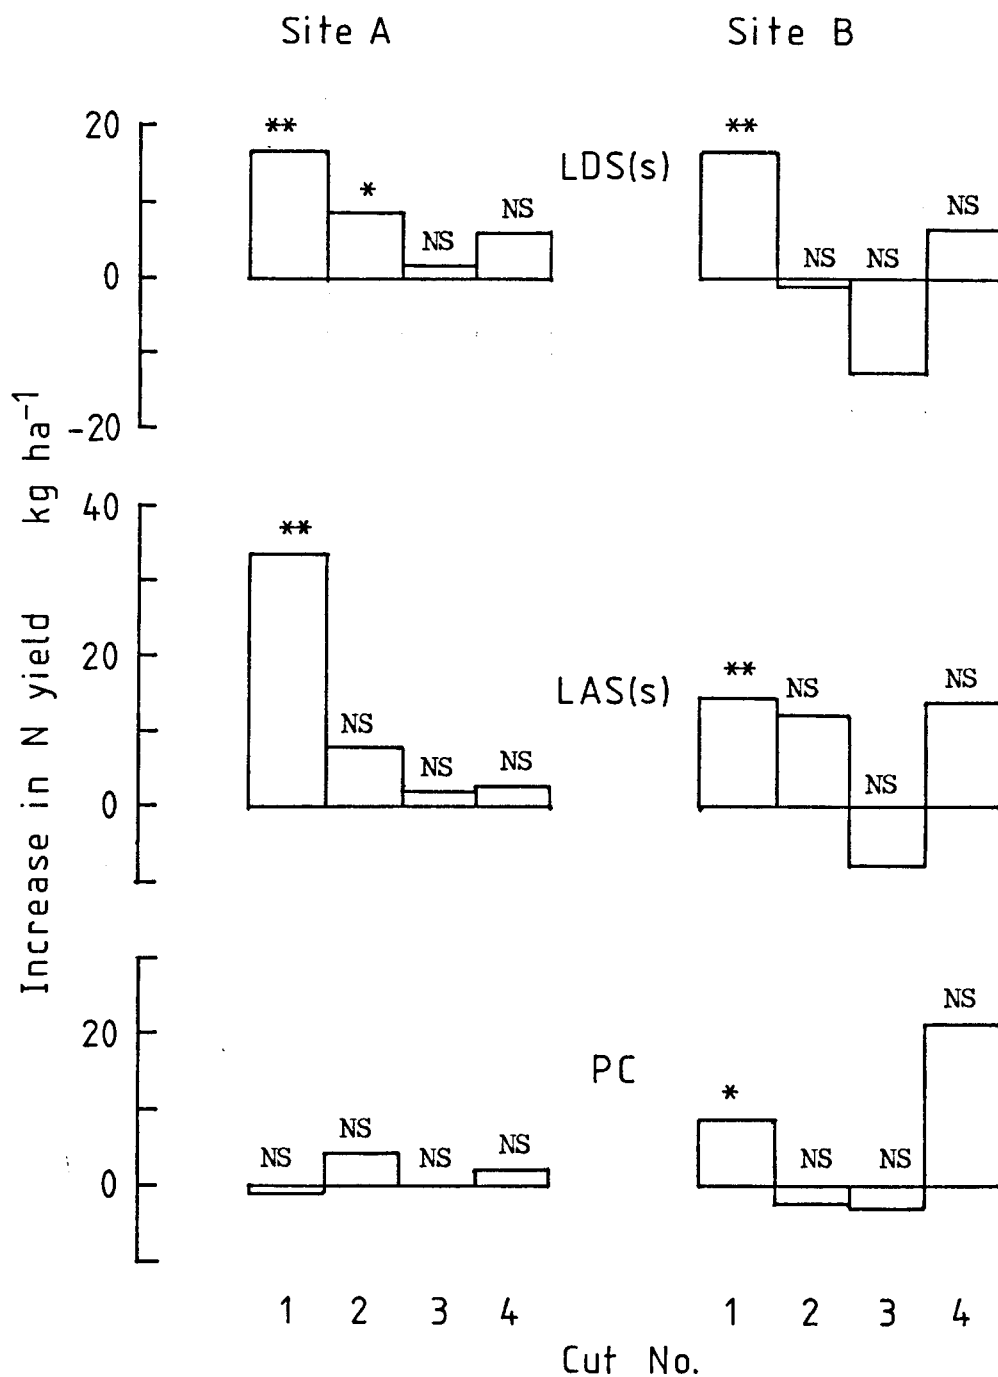 Site A Site B
20 ** LDS(s) **
* NS
NS NS NS NS
0
-20
Increase in N yield kg ha⁻¹
40 **
20 LAS(s) ** NS NS
NS NS NS NS
0
20 PC NS
*
NS NS NS NS NS NS
0
1 2 3 4 1 2 3 4
Cut No.